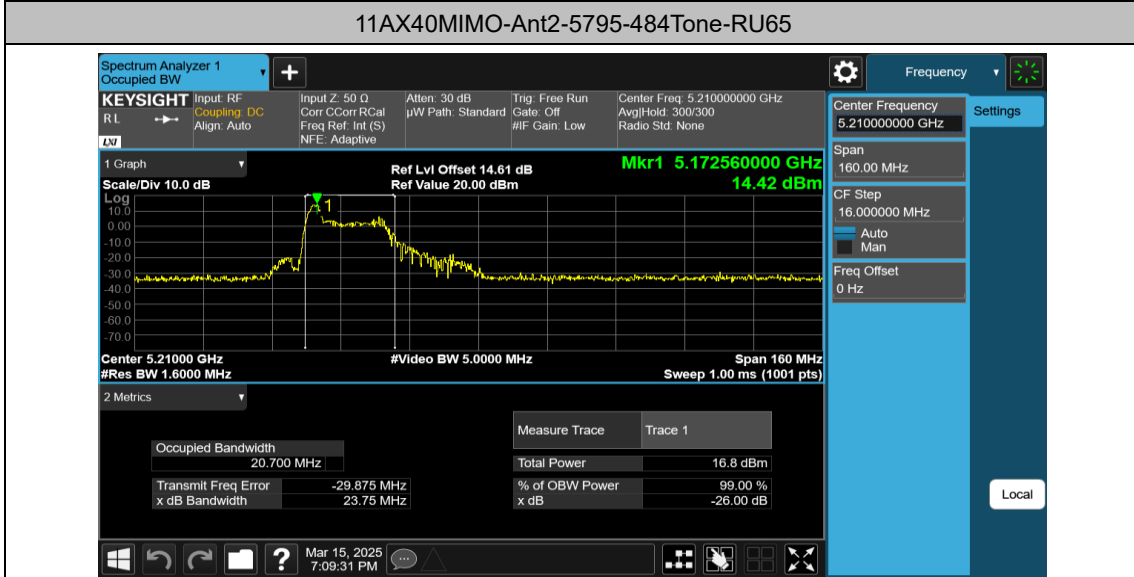 11AX40MIMO-Ant2-5795-484Tone-RU65
Spectrum Analyzer 1
Occupied BW
Frequency
KEYSIGHT
R L
LXI
Input: RF
Coupling: DC
Align: Auto
Input Z: 50 Ω
Corr CCorr RCal
Freq Ref: Int (S)
NFE: Adaptive
Atten: 30 dB
µW Path: Standard
Trig: Free Run
Gate: Off
#IF Gain: Low
Center Freq: 5.210000000 GHz
Avg|Hold: 300/300
Radio Std: None
Center Frequency
5.210000000 GHz
Settings
Span
160.00 MHz
CF Step
16.000000 MHz
Auto
Man
Freq Offset
0 Hz
Local
1 Graph
Scale/Div 10.0 dB
Ref Lvl Offset 14.61 dB
Ref Value 20.00 dBm
Mkr1 5.172560000 GHz
14.42 dBm
Log
10.0
0.00
-10.0
-20.0
-30.0
-40.0
-50.0
-60.0
-70.0
1
Center 5.21000 GHz
#Res BW 1.6000 MHz
#Video BW 5.0000 MHz
Span 160 MHz
Sweep 1.00 ms (1001 pts)
2 Metrics
Measure Trace Trace 1
Occupied Bandwidth
20.700 MHz
Total Power 16.8 dBm
Transmit Freq Error -29.875 MHz
% of OBW Power 99.00 %
x dB Bandwidth 23.75 MHz
x dB -26.00 dB
?
Mar 15, 2025
7:09:31 PM